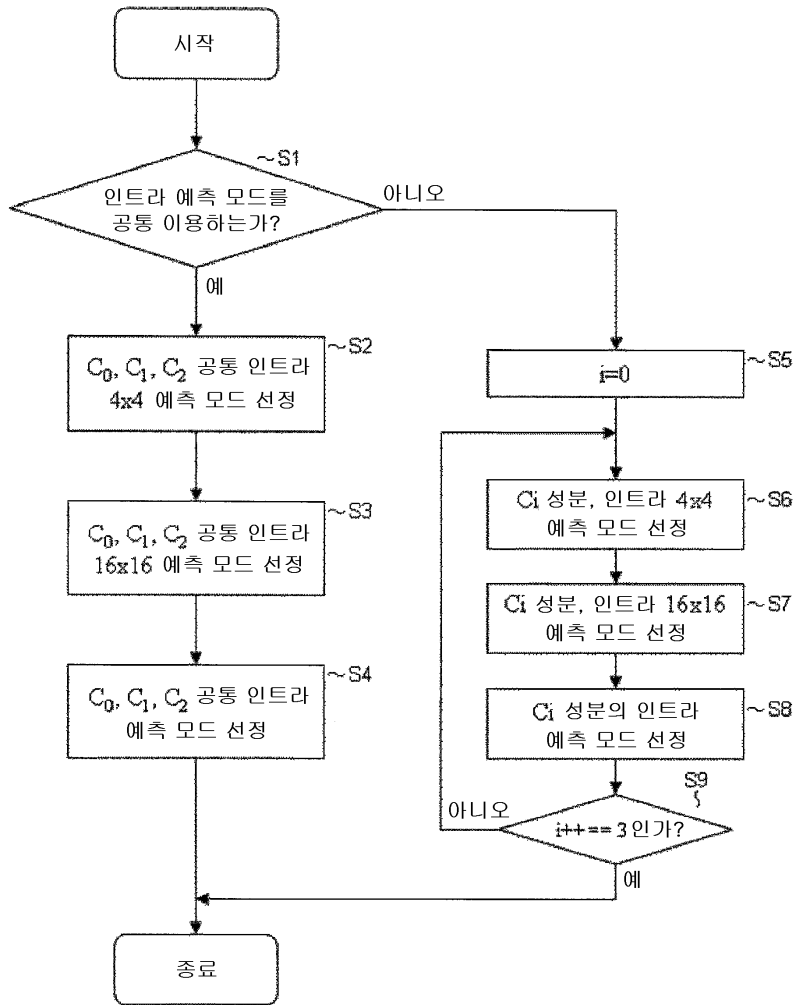 시작
~S1
인트라 예측 모드를
공통 이용하는가?
아니오
예
~S2
C₀, C₁, C₂ 공통 인트라
4x4 예측 모드 선정
~S3
C₀, C₁, C₂ 공통 인트라
16x16 예측 모드 선정
~S4
C₀, C₁, C₂ 공통 인트라
예측 모드 선정
~S5
i=0
~S6
Ci 성분, 인트라 4x4
예측 모드 선정
~S7
Ci 성분, 인트라 16x16
예측 모드 선정
~S8
Ci 성분의 인트라
예측 모드 선정
S9
아니오
i++==3인가?
예
종료